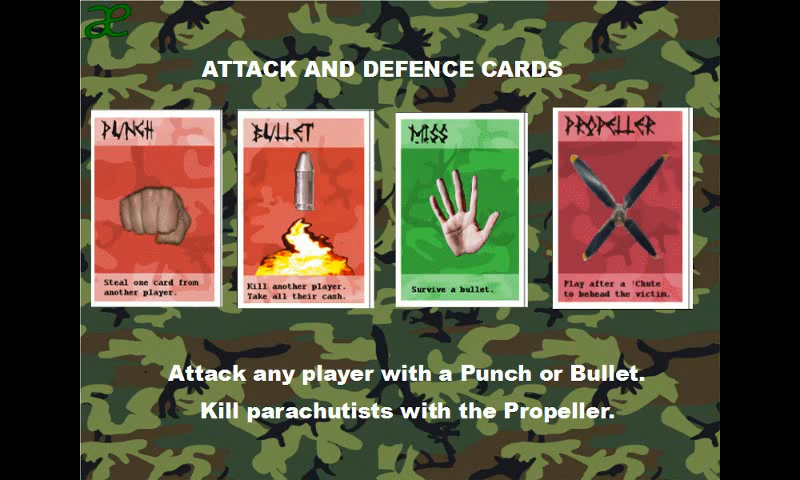 Æ
ATTACK AND DEFENCE CARDS
PUNCH
Steal one card from
another player.
BULLET
Kill another player.
Take all their cash.
MISS
Survive a bullet.
PROPELLER
Play after a 'Chute
to behead the victim.
Attack any player with a Punch or Bullet.
Kill parachutists with the Propeller.